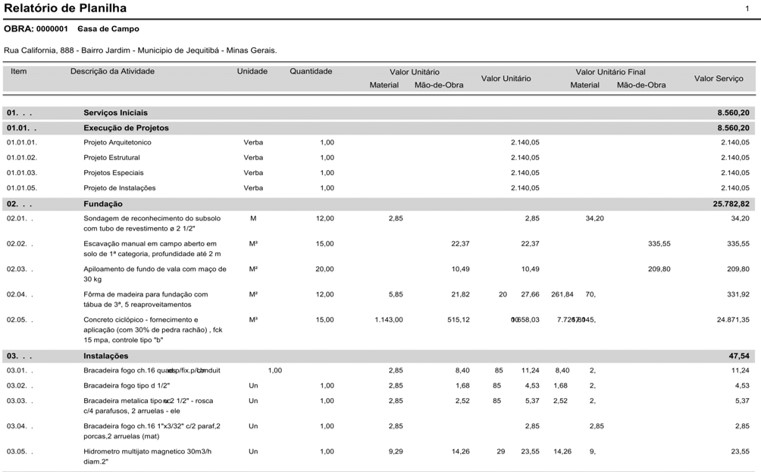 Relatório de Planilha 1
OBRA: 0000001 Casa de Campo
Rua California, 888 - Bairro Jardim - Municipio de Jequitibá - Minas Gerais.
Item Descrição da Atividade Unidade Quantidade Valor Unitário Valor Unitário Valor Unitário Final Valor Serviço
Material Mão-de-Obra Material Mão-de-Obra
01. . . Serviços Iniciais 8.560,20
01.01. . Execução de Projetos 8.560,20
01.01.01. Projeto Arquitetonico Verba 1,00 2.140,05 2.140,05
01.01.02. Projeto Estrutural Verba 1,00 2.140,05 2.140,05
01.01.03. Projetos Especiais Verba 1,00 2.140,05 2.140,05
01.01.05. Projeto de Instalações Verba 1,00 2.140,05 2.140,05
02. . . Fundação 25.782,82
02.01. . Sondagem de reconhecimento do subsolo M 12,00 2,85 2,85 34,20 34,20
com tubo de revestimento ø 2 1/2"
02.02. . Escavação manual em campo aberto em M³ 15,00 22,37 22,37 335,55 335,55
solo de 1ª categoria, profundidade até 2 m
02.03. . Apiloamento de fundo de vala com maço de M² 20,00 10,49 10,49 209,80 209,80
30 kg
02.04. . Fôrma de madeira para fundação com M² 12,00 5,85 21,82 20 27,66 261,84 70, 331,92
tábua de 3ª, 5 reaproveitamentos
02.05. . Concreto ciclópico - fornecimento e M³ 15,00 1.143,00 515,12 24.871,35
aplicação (com 30% de pedra rachão) , fck
15 mpa, controle tipo "b"
03. . . Instalações 47,54
03.01. . Bracadeira fogo ch.16 1,00 2,85 8,40 85 11,24 8,40 2, 11,24
03.02. . Bracadeira fogo tipo d 1/2" Un 1,00 2,85 1,68 85 4,53 1,68 2, 4,53
03.03. . Bracadeira metalica tipo 2 1/2" - rosca Un 1,00 2,85 2,52 85 5,37 2,52 2, 5,37
c/4 parafusos, 2 arruelas - ele
03.04. . Bracadeira fogo ch.16 1"x3/32" c/2 paraf,2 Un 1,00 2,85 2,85 2,85 2,85
porcas,2 arruelas (mat)
03.05. . Hidrometro multijato magnetico 30m3/h Un 1,00 9,29 14,26 29 23,55 14,26 9, 23,55
diam.2"